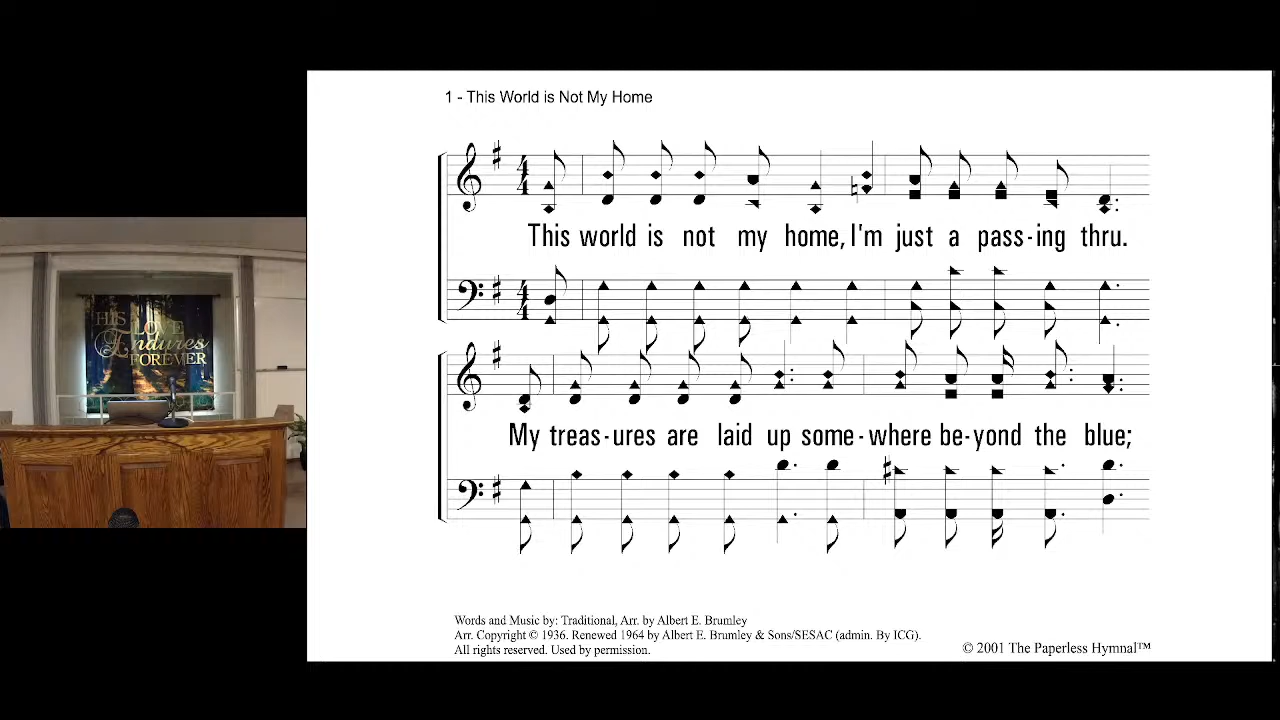 1 - This World is Not My Home
This world is not my home, I'm just a pass-ing thru.
My treas-ures are laid up some-where be-yond the blue;
HIS
LOVE
Endures
FOREVER
Words and Music by: Traditional, Arr. by Albert E. Brumley
Arr. Copyright © 1936. Renewed 1964 by Albert E. Brumley & Sons/SESAC (admin. By ICG).
All rights reserved. Used by permission.
© 2001 The Paperless Hymnal™